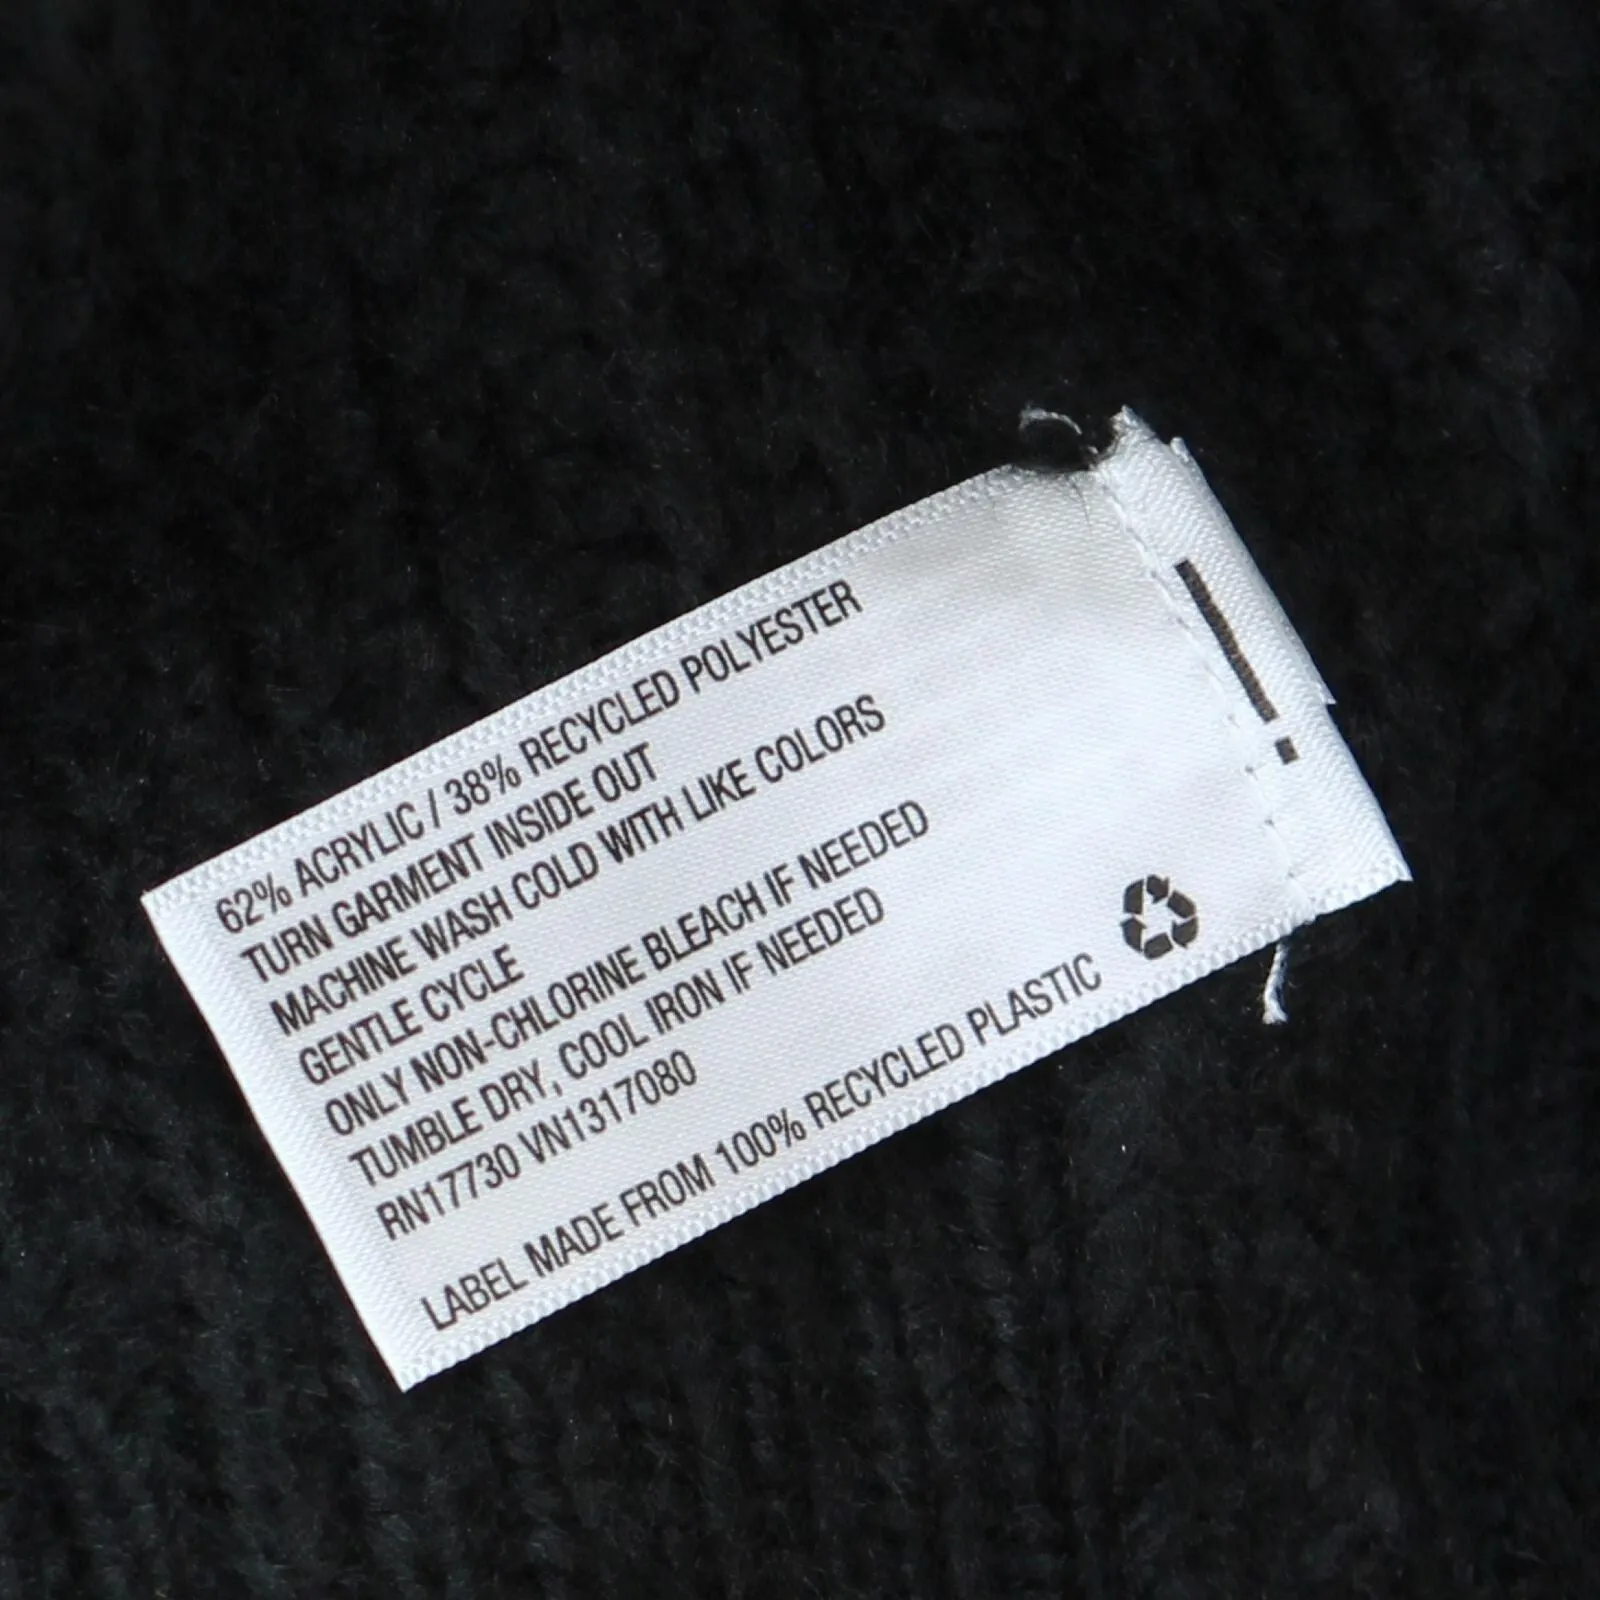 62% ACRYLIC / 38% RECYCLED POLYESTER
TURN GARMENT INSIDE OUT
MACHINE WASH COLD WITH LIKE COLORS
GENTLE CYCLE
ONLY NON-CHLORINE BLEACH IF NEEDED
TUMBLE DRY, COOL IRON IF NEEDED
RN17730 VN1317080
LABEL MADE FROM 100% RECYCLED PLASTIC